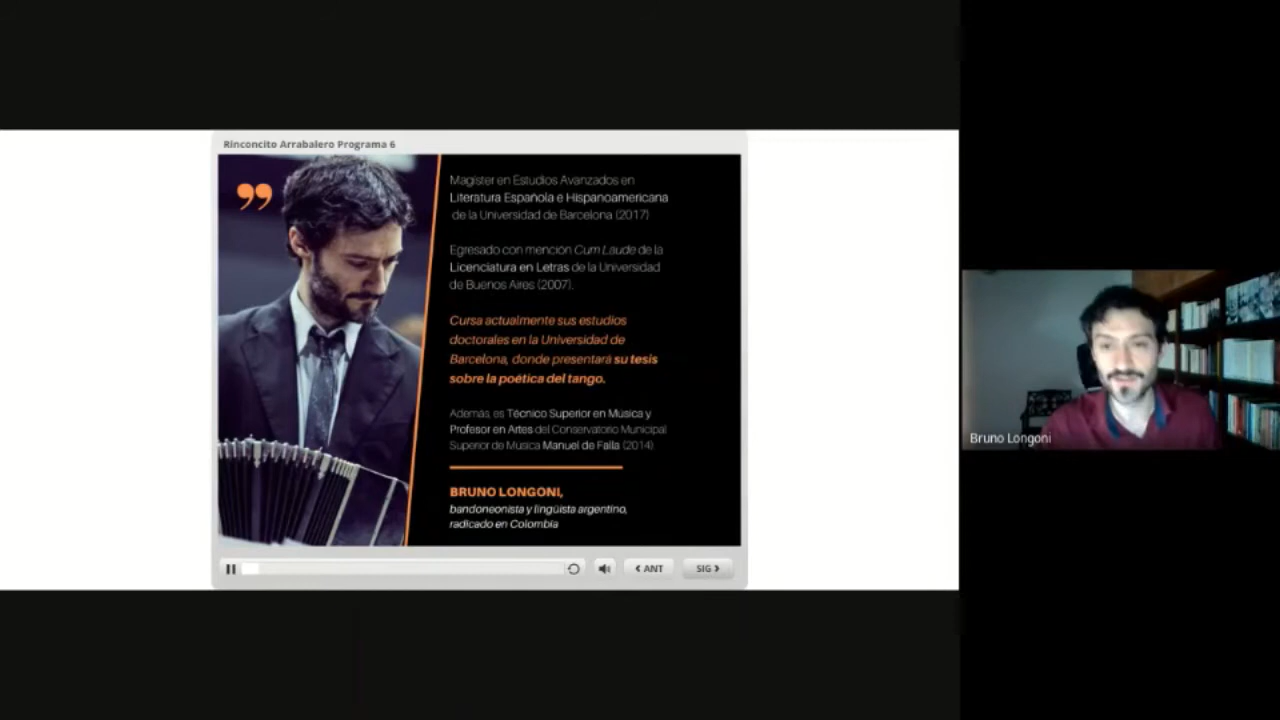 Rinconcito Arrabalero Programa 6
Magíster en Estudios Avanzados en
Literatura Española e Hispanoamericana
de la Universidad de Barcelona (2017)
Egresado con mención Cum Laude de la
Licenciatura en Letras de la Universidad
de Buenos Aires (2007).
Cursa actualmente sus estudios
doctorales en la Universidad de
Barcelona, donde presentará su tesis
sobre la poética del tango.
Además, es Técnico Superior en Música y
Profesor en Artes del Conservatorio Municipal
Superior de Música Manuel de Falla (2014)
BRUNO LONGONI,
bandoneonista y lingüista argentino,
radicado en Colombia
ANT
SIG
Bruno Longoni